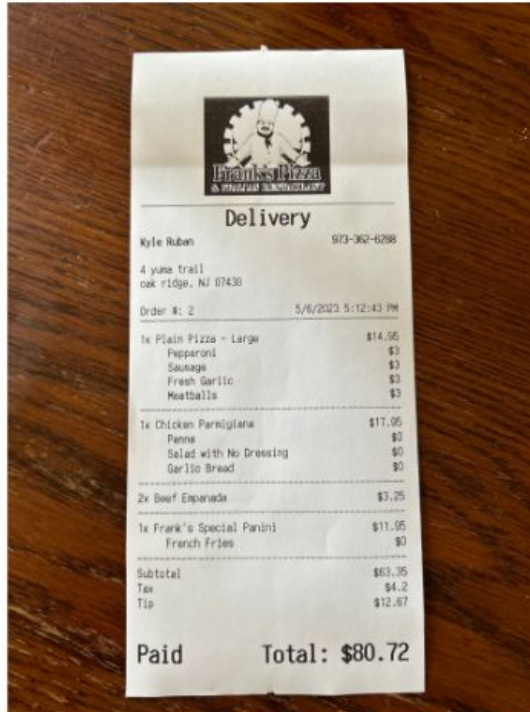 Frank's Pizza
& ITALIAN RESTAURANT
Delivery
Kyle Ruban 973-362-6288
4 yuma trail
oak ridge, NJ 07438
Order #: 2 5/6/2023 5:12:43 PM
1x Plain Pizza - Large $14.95
Pepperoni $3
Sausage $3
Fresh Garlic $3
Meatballs $3
1x Chicken Parmigiana $17.95
Penne $0
Salad with No Dressing $0
Garlic Bread $0
2x Beef Empanada $3.25
1x Frank's Special Panini $11.95
French Fries $0
Subtotal $63.35
Tax $4.2
Tip $12.67
Paid Total: $80.72